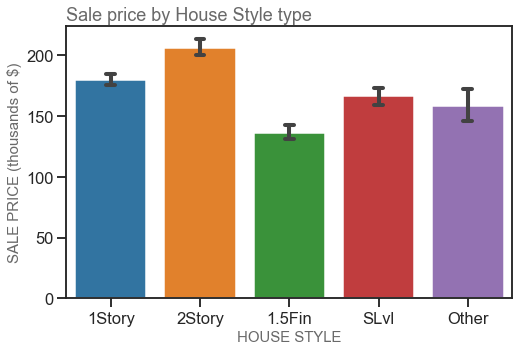 Sale price by House Style type
SALE PRICE (thousands of $)
200
150
100
50
0
1Story 2Story 1.5Fin SLvl Other
HOUSE STYLE